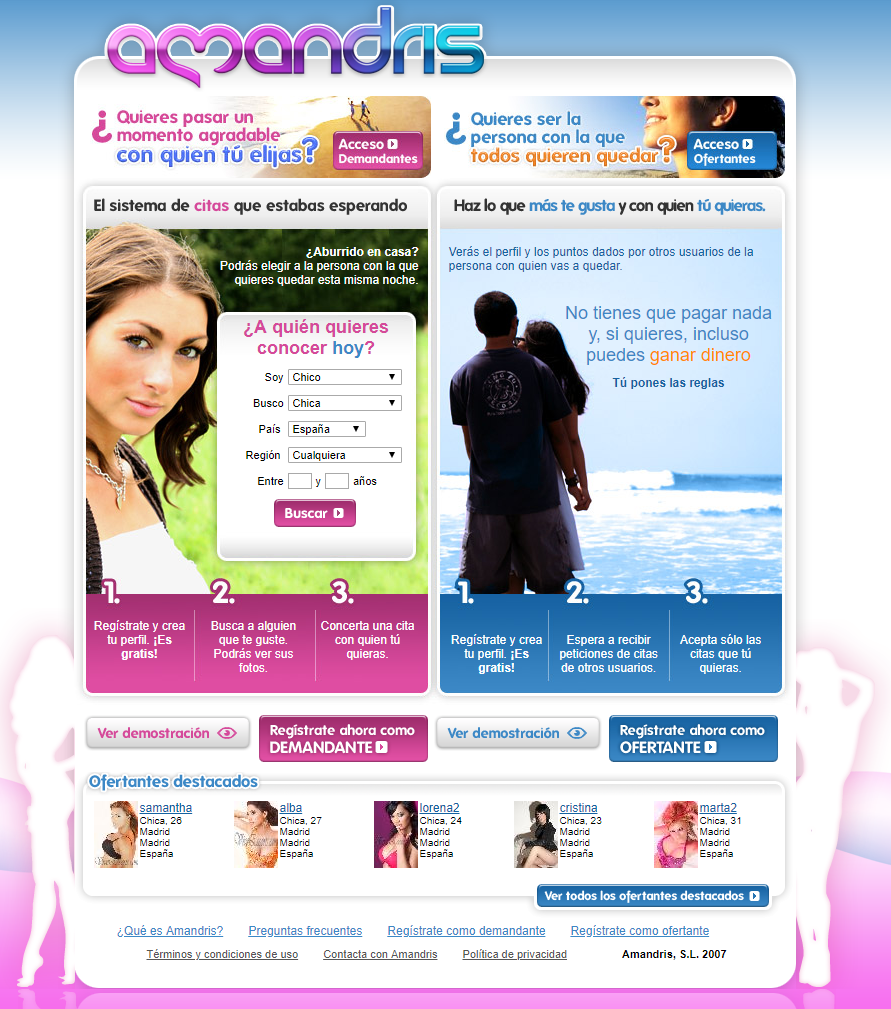 amandris
¿Quieres pasar un
momento agradable
con quien tú elijas?
Acceso
Demandantes
¿Quieres ser la
persona con la que
todos quieren quedar?
Acceso
Ofertantes
El sistema de citas que estabas esperando
¿Aburrido en casa?
Podrás elegir a la persona con la que
quieres quedar esta misma noche.
¿A quién quieres
conocer hoy?
Soy Chico
Busco Chica
País España
Región Cualquiera
Entre y años
Buscar
1. 2. 3.
Regístrate y crea
tu perfil. ¡Es
gratis!
Busca a alguien
que te guste.
Podrás ver sus
fotos.
Concerta una cita
con quien tú
quieras.
Haz lo que más te gusta y con quien tú quieras.
Verás el perfil y los puntos dados por otros usuarios de la
persona con quien vas a quedar.
No tienes que pagar nada
y, si quieres, incluso
puedes ganar dinero
Tú pones las reglas
1. 2. 3.
Regístrate y crea
tu perfil. ¡Es
gratis!
Espera a recibir
peticiones de citas
de otros usuarios.
Acepta sólo las
citas que tú
quieras.
Ver demostración
Regístrate ahora como
DEMANDANTE
Ver demostración
Regístrate ahora como
OFERTANTE
Ofertantes destacados
samantha
Chica, 26
Madrid
Madrid
España
alba
Chica, 27
Madrid
Madrid
España
lorena2
Chica, 24
Madrid
Madrid
España
cristina
Chica, 23
Madrid
Madrid
España
marta2
Chica, 31
Madrid
Madrid
España
Ver todos los ofertantes destacados
¿Qué es Amandris? Preguntas frecuentes Regístrate como demandante Regístrate como ofertante
Términos y condiciones de uso Contacta con Amandris Política de privacidad Amandris, S.L. 2007